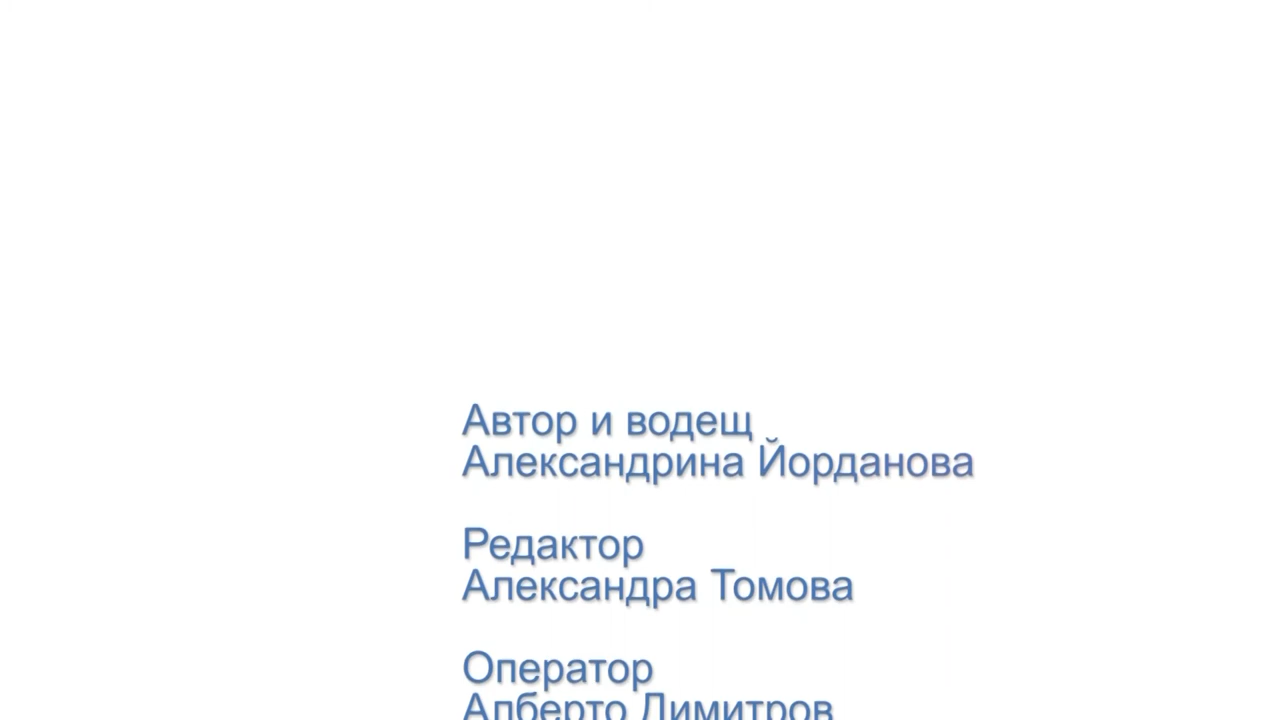 Автор и водещ
Александрина Йорданова
Редактор
Александра Томова
Оператор
Алберто Димитров